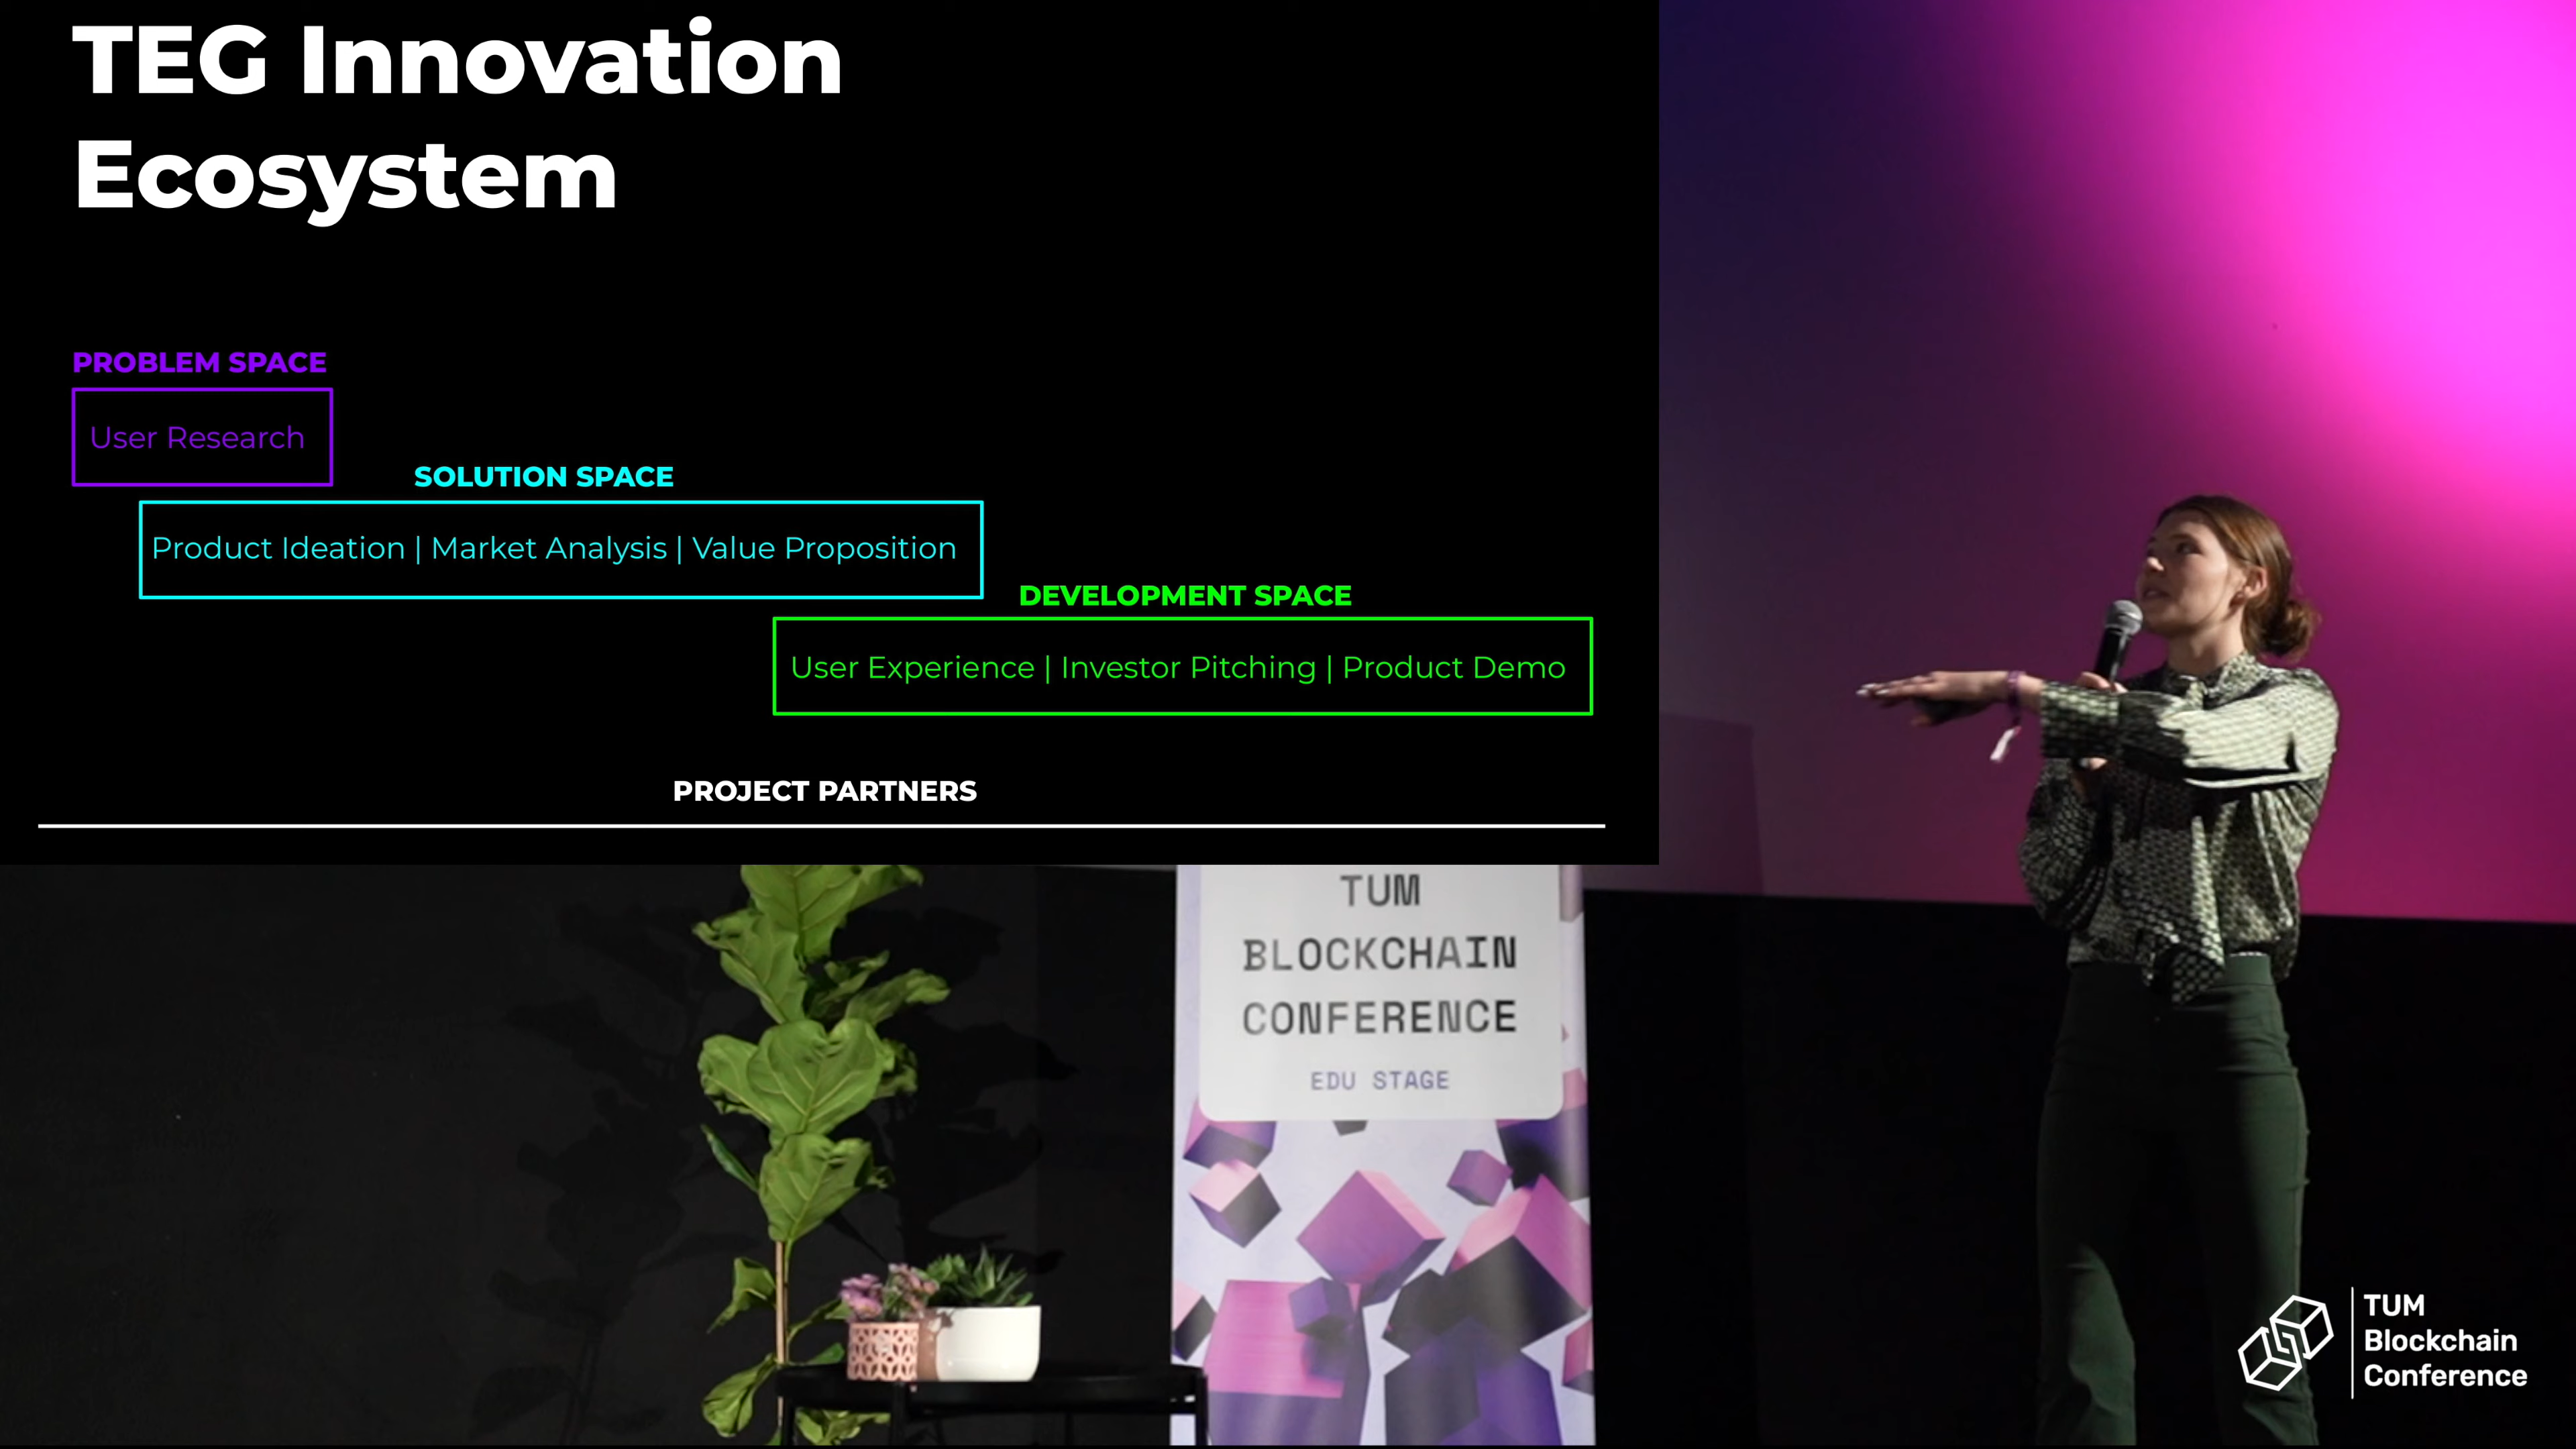 TEG Innovation
Ecosystem
PROBLEM SPACE
User Research
SOLUTION SPACE
Product Ideation | Market Analysis | Value Proposition
DEVELOPMENT SPACE
User Experience | Investor Pitching | Product Demo
PROJECT PARTNERS
TUM
BLOCKCHAIN
CONFERENCE
EDU STAGE
TUM
Blockchain
Conference